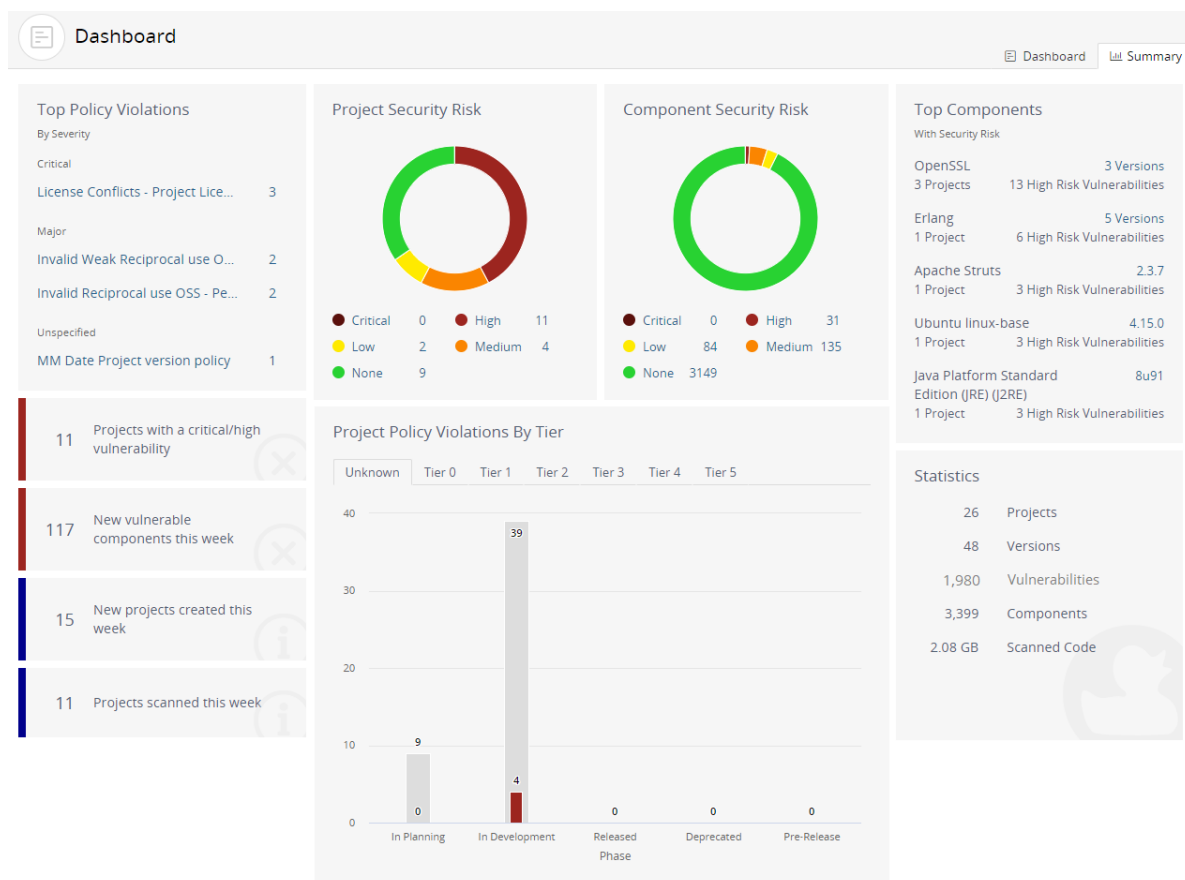 Dashboard
Dashboard
Summary
Top Policy Violations
By Severity
Critical
License Conflicts - Project Lice... 3
Major
Invalid Weak Reciprocal use O... 2
Invalid Reciprocal use OSS - Pe... 2
Unspecified
MM Date Project version policy 1
11
Projects with a critical/high
vulnerability
117
New vulnerable
components this week
15
New projects created this
week
11
Projects scanned this week
Project Security Risk
Critical 0 High 11
Low 2 Medium 4
None 9
Component Security Risk
Critical 0 High 31
Low 84 Medium 135
None 3149
Project Policy Violations By Tier
Unknown Tier 0 Tier 1 Tier 2 Tier 3 Tier 4 Tier 5
40
39
30
20
10
9
4
0
0 0 0 0
In Planning In Development Released Deprecated Pre-Release
Phase
Top Components
With Security Risk
OpenSSL 3 Versions
3 Projects 13 High Risk Vulnerabilities
Erlang 5 Versions
1 Project 6 High Risk Vulnerabilities
Apache Struts 2.3.7
1 Project 3 High Risk Vulnerabilities
Ubuntu linux-base 4.15.0
1 Project 3 High Risk Vulnerabilities
Java Platform Standard 8u91
Edition (JRE) (J2RE)
1 Project 3 High Risk Vulnerabilities
Statistics
26 Projects
48 Versions
1,980 Vulnerabilities
3,399 Components
2.08 GB Scanned Code